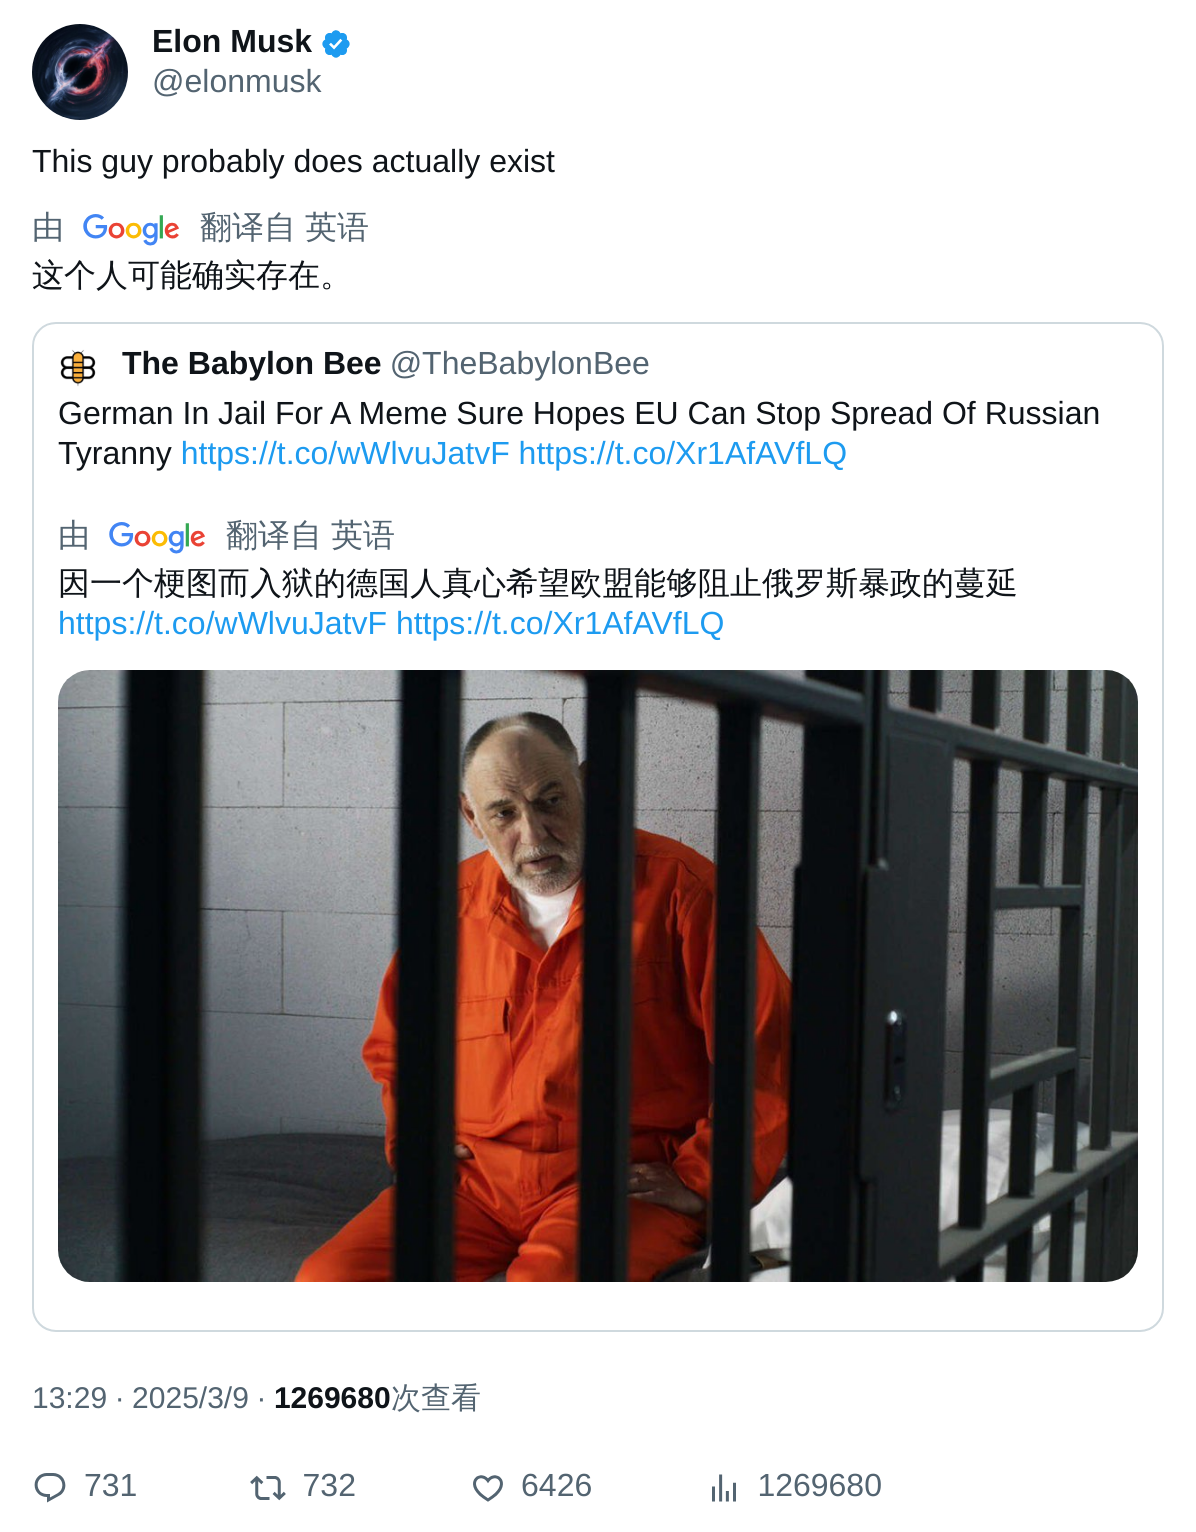 Elon Musk
@elonmusk
This guy probably does actually exist
由 Google 翻译自 英语
这个人可能确实存在。
The Babylon Bee @TheBabylonBee
German In Jail For A Meme Sure Hopes EU Can Stop Spread Of Russian
Tyranny https://t.co/wWlvuJatvF https://t.co/Xr1AfAVfLQ
由 Google 翻译自 英语
因一个梗图而入狱的德国人真心希望欧盟能够阻止俄罗斯暴政的蔓延
https://t.co/wWlvuJatvF https://t.co/Xr1AfAVfLQ
13:29 · 2025/3/9 · 1269680次查看
731 732 6426 1269680